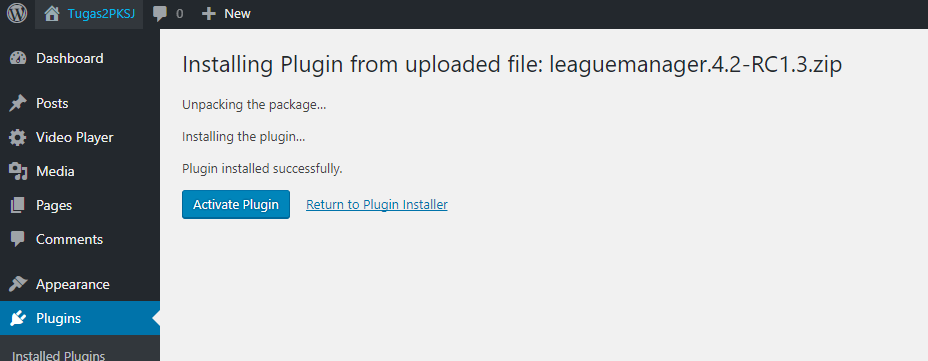 Tugas2PKSJ 0 New
Dashboard
Posts
Video Player
Media
Pages
Comments
Appearance
Plugins
Installed Plugins
Installing Plugin from uploaded file: leaguemanager.4.2-RC1.3.zip
Unpacking the package…
Installing the plugin…
Plugin installed successfully.
Activate Plugin Return to Plugin Installer